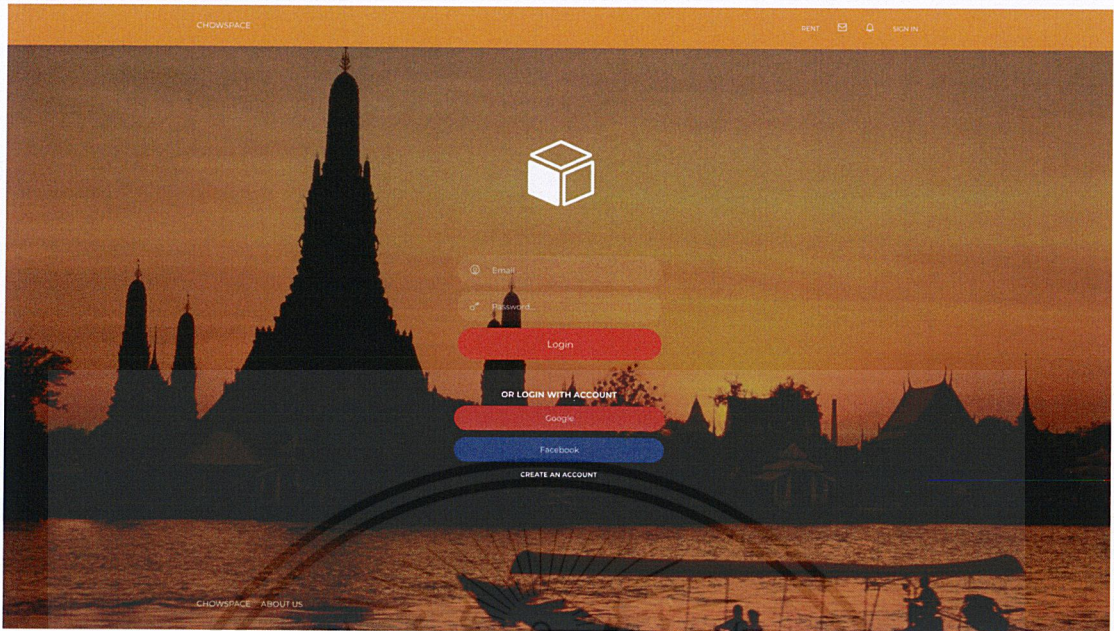 CHOWSPACE RENT SIGN IN
Email...
Password...
Login
OR LOGIN WITH ACCOUNT
Google
Facebook
CREATE AN ACCOUNT
CHOWSPACE ABOUT US